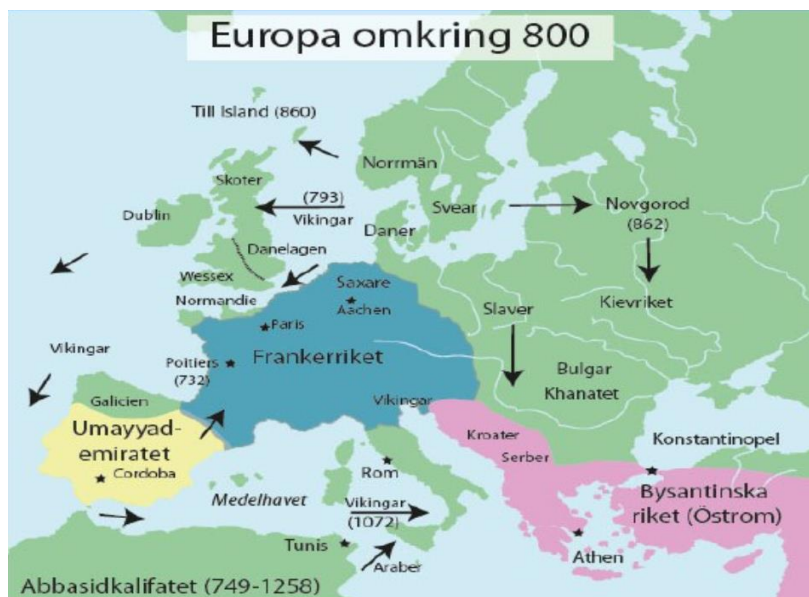 Europa omkring 800
Till Island (860)
Norrmän
Skoter
(793)
Vikingar
Svear
Novgorod
(862)
Dublin
Daner
Danelagen
Wessex
Saxare
Normandie
Aachen
Slaver
Kievriket
Paris
Vikingar
Poitiers
(732)
Frankerriket
Bulgar
Khanatet
Galicien
Vikingar
Umayyad-
emiratet
Kroater
Serber
Konstantinopel
Cordoba
Rom
Medelhavet
Vikingar
(1072)
Bysantinska
riket (Östrom)
Tunis
Araber
Athen
Abbasidkalifatet (749-1258)